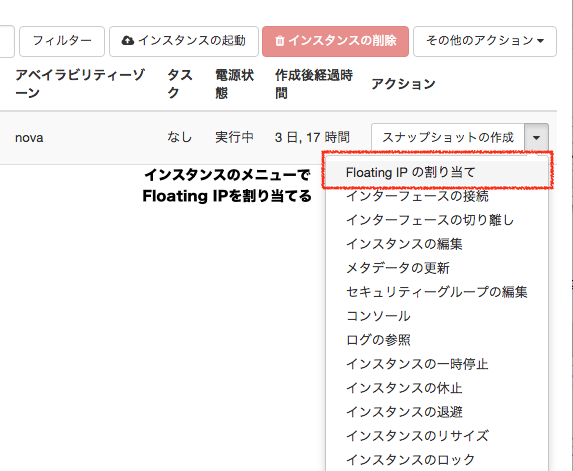 フィルター インスタンスの起動 インスタンスの削除 その他のアクション
アベイラビリティーゾーン タスク 電源状態 作成後経過時間 アクション
nova なし 実行中 3 日, 17 時間 スナップショットの作成
インスタンスのメニューで
Floating IPを割り当てる
Floating IP の割り当て
インターフェースの接続
インターフェースの切り離し
インスタンスの編集
メタデータの更新
セキュリティーグループの編集
コンソール
ログの参照
インスタンスの一時停止
インスタンスの休止
インスタンスの退避
インスタンスのリサイズ
インスタンスのロック